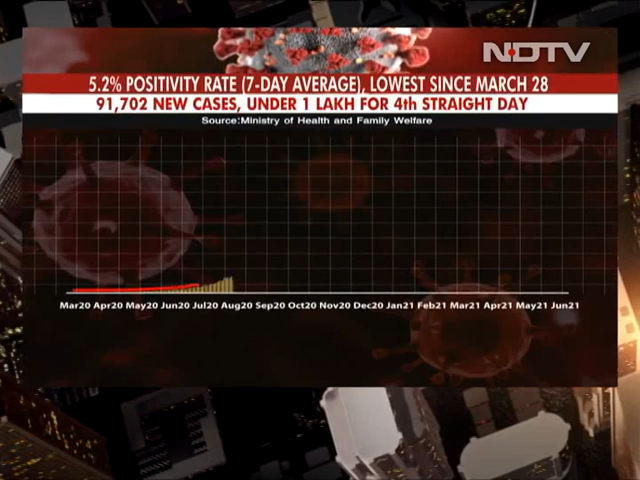 NDTV
5.2% POSITIVITY RATE (7-DAY AVERAGE), LOWEST SINCE MARCH 28
91,702 NEW CASES, UNDER 1 LAKH FOR 4th STRAIGHT DAY
Source:Ministry of Health and Family Welfare
Mar20 Apr20 May20 Jun20 Jul20 Aug20 Sep20 Oct20 Nov20 Dec20 Jan21 Feb21 Mar21 Apr21 May21 Jun21